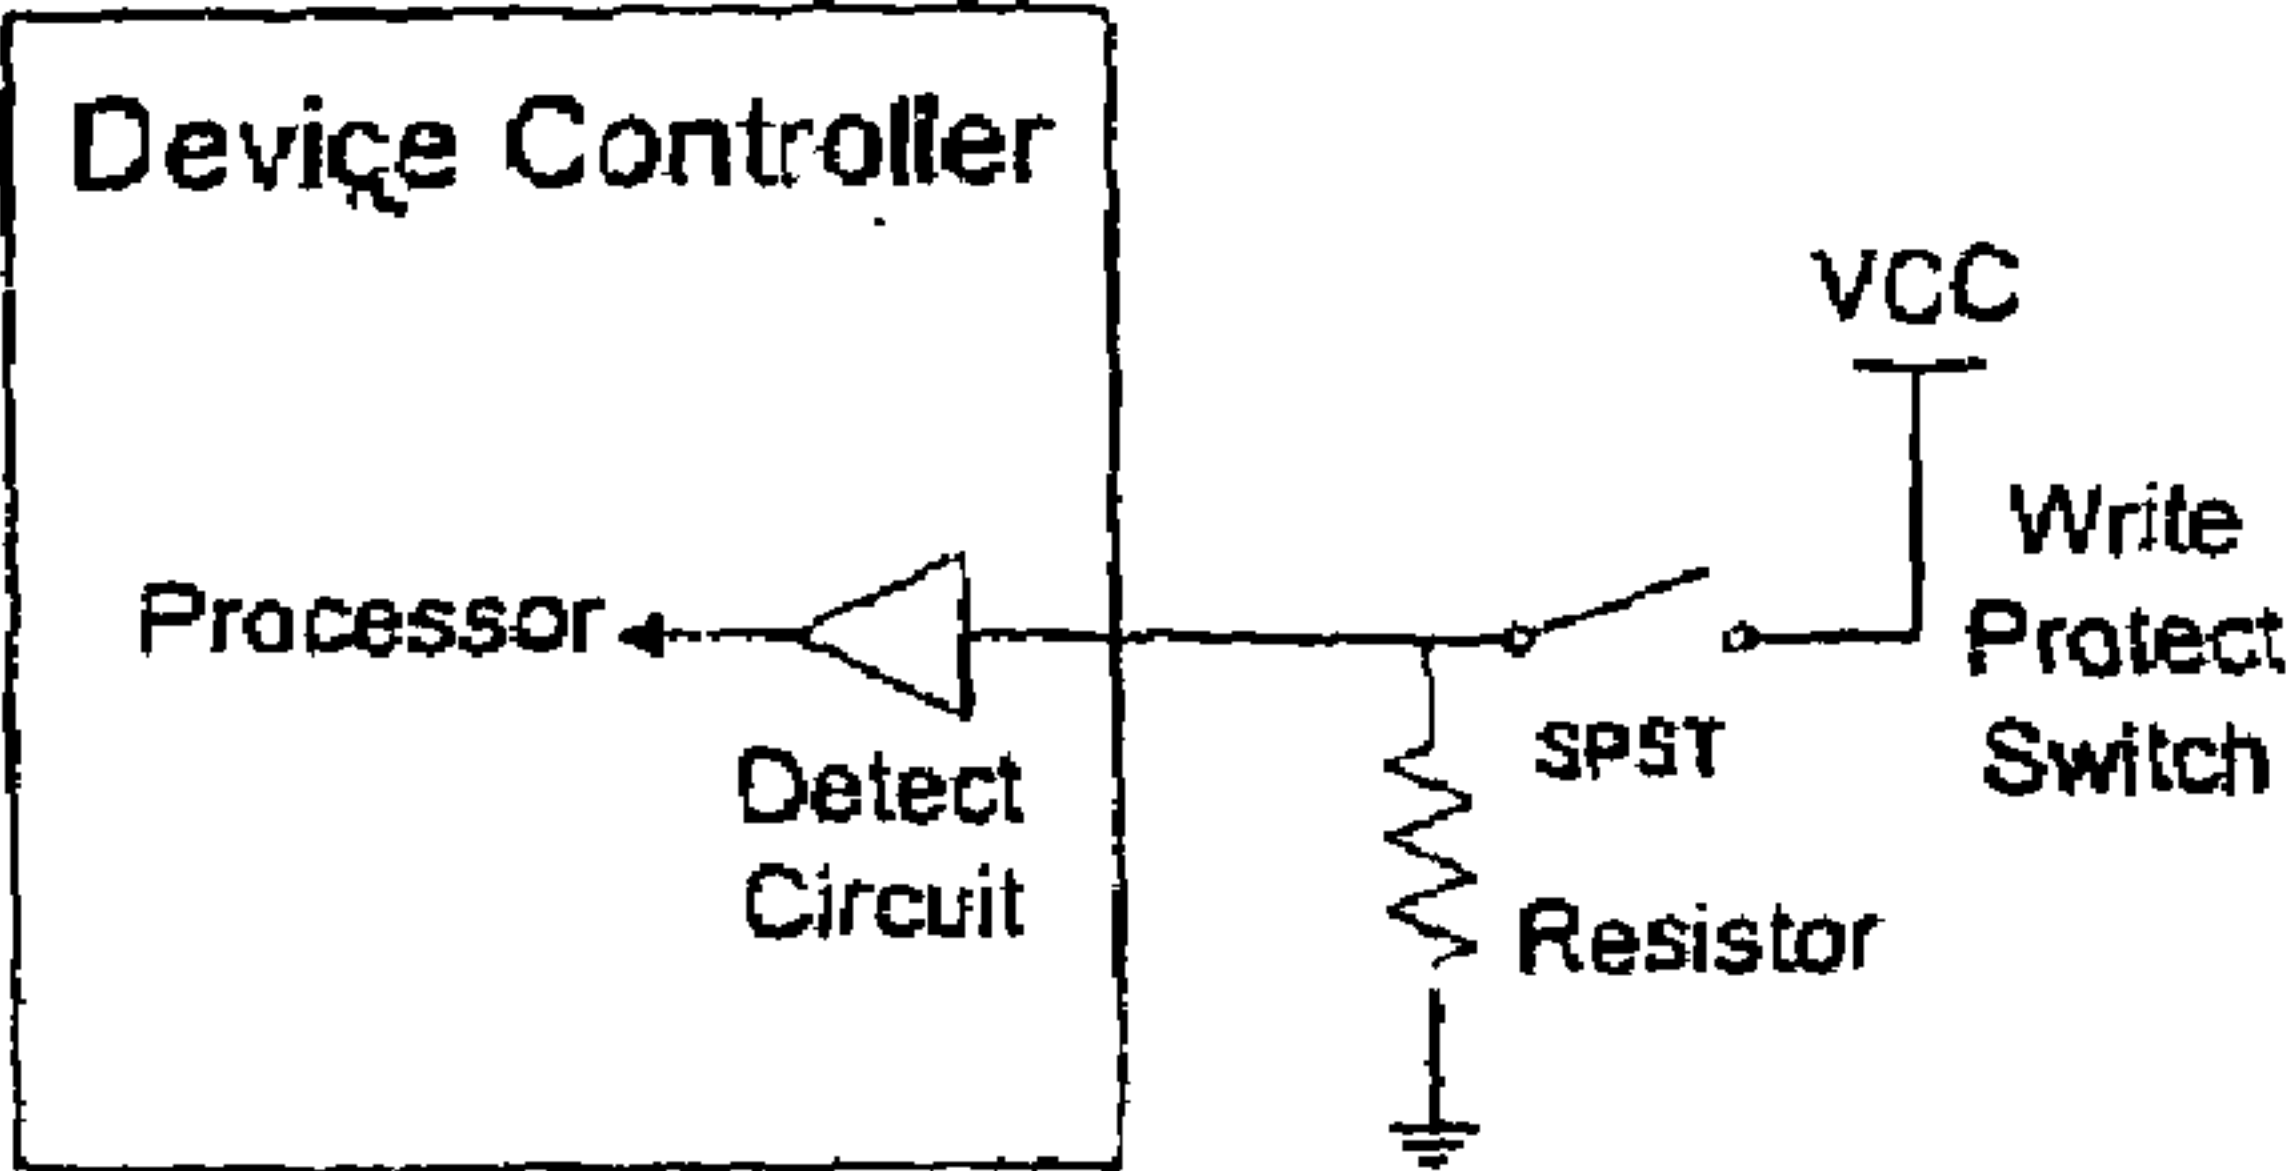 Device Controller
VCC
Write
Protect
Switch
Processor
SPST
Detect
Circuit
Resistor